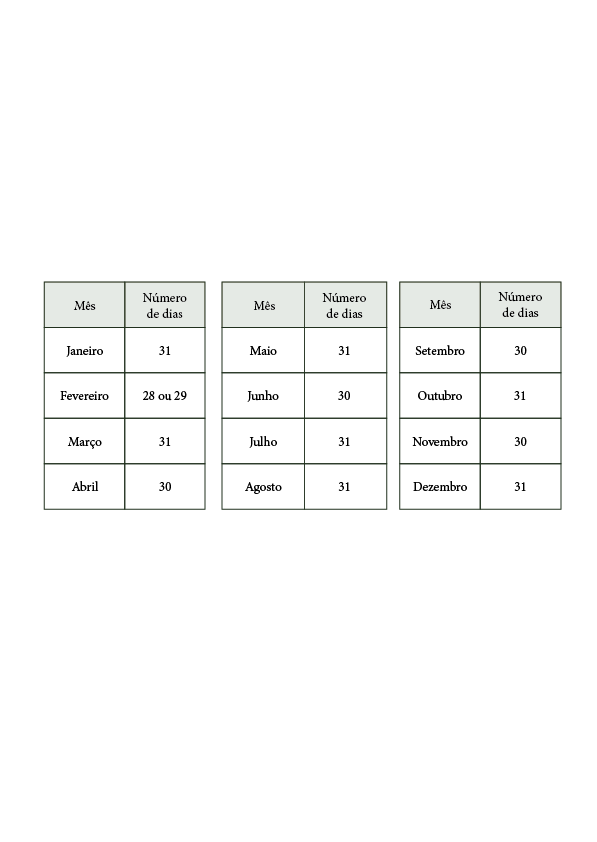 Mês Número de dias
Janeiro 31
Fevereiro 28 ou 29
Março 31
Abril 30
Mês Número de dias
Maio 31
Junho 30
Julho 31
Agosto 31
Mês Número de dias
Setembro 30
Outubro 31
Novembro 30
Dezembro 31